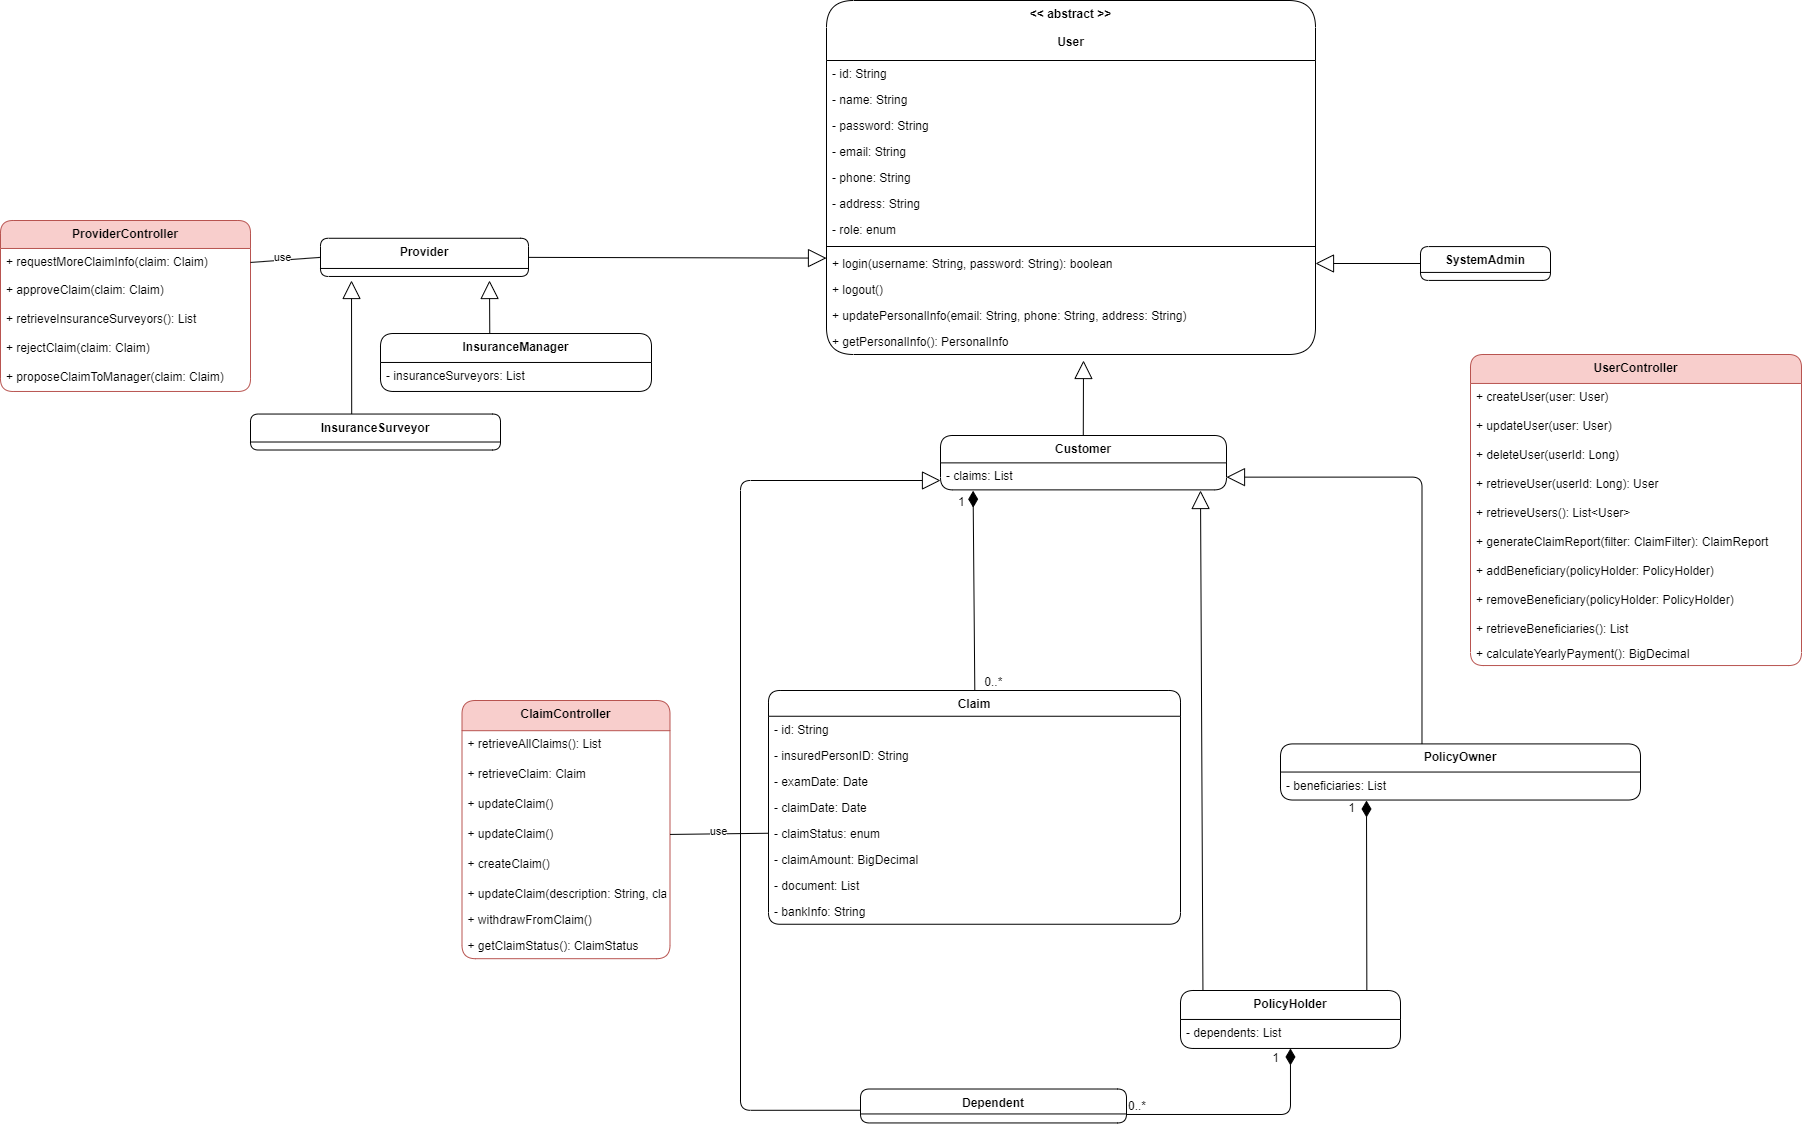 << abstract >>
User
- id: String
- name: String
- password: String
- email: String
- phone: String
- address: String
- role: enum
+ login(username: String, password: String): boolean
+ logout()
+ updatePersonalInfo(email: String, phone: String, address: String)
+ getPersonalInfo(): PersonalInfo
ProviderController
+ requestMoreClaimInfo(claim: Claim)
+ approveClaim(claim: Claim)
+ retrieveInsuranceSurveyors(): List
+ rejectClaim(claim: Claim)
+ proposeClaimToManager(claim: Claim)
use
Provider
SystemAdmin
InsuranceManager
- insuranceSurveyors: List
InsuranceSurveyor
UserController
+ createUser(user: User)
+ updateUser(user: User)
+ deleteUser(userId: Long)
+ retrieveUser(userId: Long): User
+ retrieveUsers(): List<User>
+ generateClaimReport(filter: ClaimFilter): ClaimReport
+ addBeneficiary(policyHolder: PolicyHolder)
+ removeBeneficiary(policyHolder: PolicyHolder)
+ retrieveBeneficiaries(): List
+ calculateYearlyPayment(): BigDecimal
Customer
- claims: List
1
0..*
ClaimController
+ retrieveAllClaims(): List
+ retrieveClaim: Claim
+ updateClaim()
+ updateClaim()
+ createClaim()
+ updateClaim(description: String, cla
+ withdrawFromClaim()
+ getClaimStatus(): ClaimStatus
use
Claim
- id: String
- insuredPersonID: String
- examDate: Date
- claimDate: Date
- claimStatus: enum
- claimAmount: BigDecimal
- document: List
- bankInfo: String
PolicyOwner
- beneficiaries: List
1
PolicyHolder
- dependents: List
1
Dependent
0..*